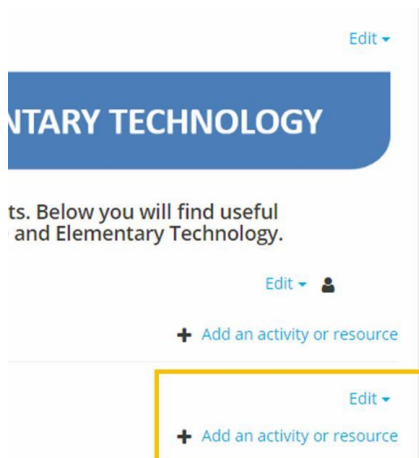 Edit
TECHNOLOGY
ts. Below you will find useful
and Elementary Technology.
Edit
Add an activity or resource
Edit
Add an activity or resource